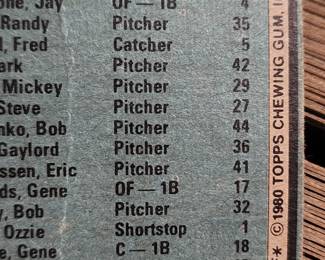 one, Jay OF—1B 4
Randy Pitcher 35
, Fred Catcher 5
ark Pitcher 42
Mickey Pitcher 29
Steve Pitcher 27
nko, Bob Pitcher 44
Gaylord Pitcher 36
ssen, Eric Pitcher 41
ds, Gene OF—1B 17
y, Bob Pitcher 32
Ozzie Shortstop 1
e, Gene C—1B 18
* © 1980 TOPPS CHEWING GUM, I